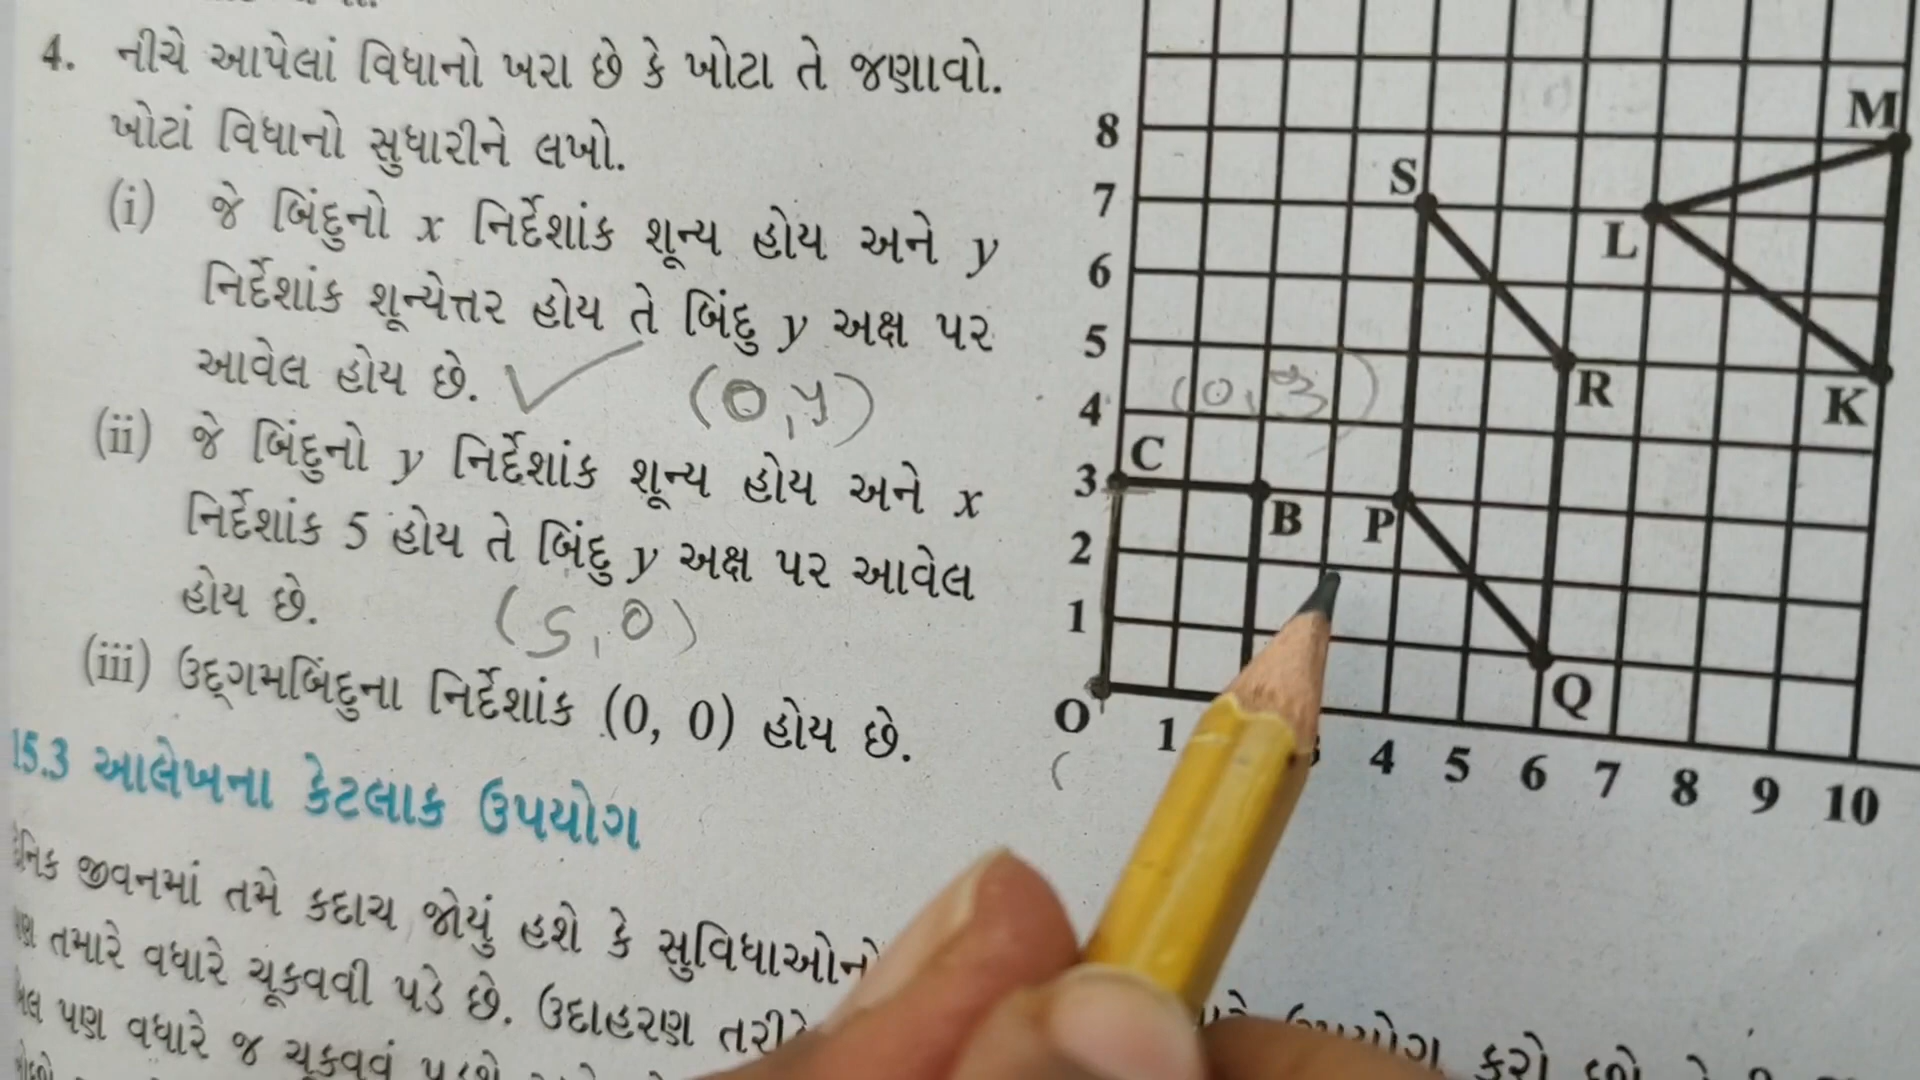 4. નીચે આપેલાં વિધાનો ખરા છે કે ખોટા તે જણાવો.
ખોટાં વિધાનો સુધારીને લખો.
(i) જે બિંદુનો x નિર્દેશાંક શૂન્ય હોય અને y
નિર્દેશાંક શૂન્યેત્તર હોય તે બિંદુ y અક્ષ પર
આવેલ હોય છે. ✓ (0,y)
(ii) જે બિંદુનો y નિર્દેશાંક શૂન્ય હોય અને x
નિર્દેશાંક 5 હોય તે બિંદુ y અક્ષ પર આવેલ
હોય છે. (5,0)
(iii) ઉદ્ગમબિંદુના નિર્દેશાંક (0, 0) હોય છે.
15.3 આલેખના કેટલાક ઉપયોગ
તમે કદાચ જોયું હશે કે સુવિધાઓનો
તમારે વધારે ચૂકવવી પડે છે. ઉદાહરણ તરીકે
પણ વધારે જ ચૂકવવું
કરો છો
M
8
S
7
L
6
5
R
K
4 (0,3)
C
3
B
P
2
1
Q
O 1 4 5 6 7 8 9 10
(